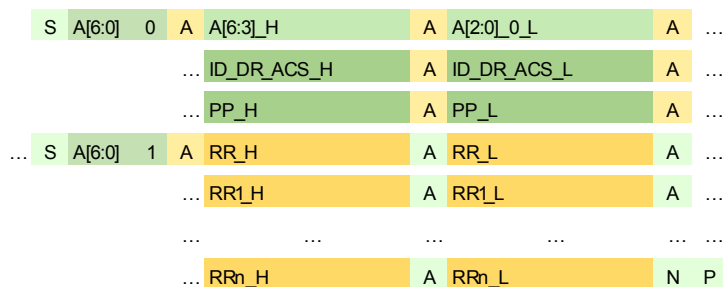 S A[6:0] 0 A A[6:3]_H A A[2:0]_0_L A …
… ID_DR_ACS_H A ID_DR_ACS_L A …
… PP_H A PP_L A …
… S A[6:0] 1 A RR_H A RR_L A …
… RR1_H A RR1_L A …
… … … … … …
… RRn_H A RRn_L N P